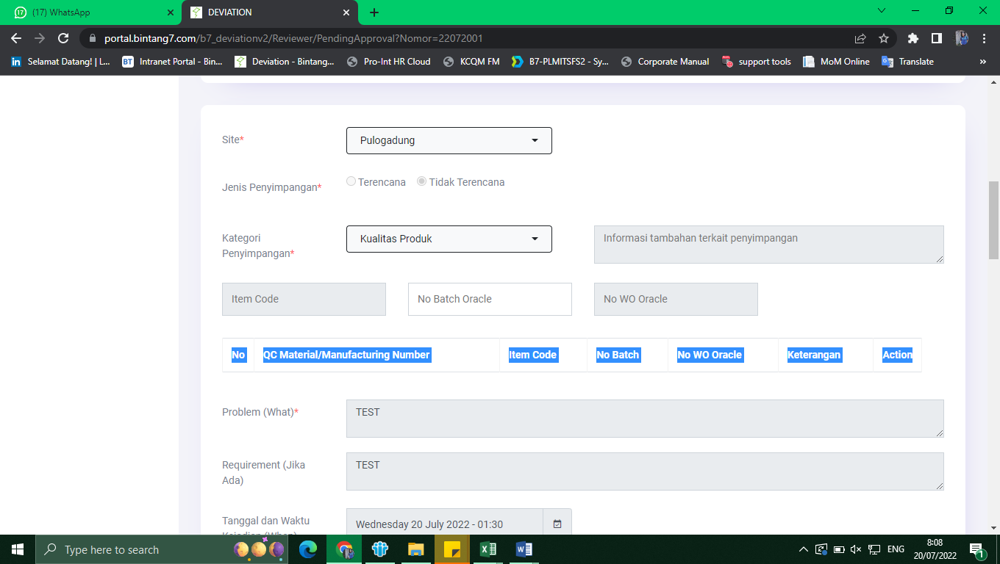 17 (17) WhatsApp
DEVIATION
portal.bintang7.com/b7_deviationv2/Reviewer/PendingApproval?Nomor=22072001
in Selamat Datang! | L...
BT Intranet Portal - Bin...
Deviation - Bintang...
Pro-Int HR Cloud
KCQM FM
B7-PLMITSFS2 - Sy...
Corporate Manual
support tools
MoM Online
Translate
»
Site*
Pulogadung
Jenis Penyimpangan*
Terencana
Tidak Terencana
Kategori
Penyimpangan*
Kualitas Produk
Informasi tambahan terkait penyimpangan
Item Code
No Batch Oracle
No WO Oracle
No QC Material/Manufacturing Number Item Code No Batch No WO Oracle Keterangan Action
Problem (What)*
TEST
Requirement (Jika
Ada)
TEST
Tanggal dan Waktu
Kejadian (When)
Wednesday 20 July 2022 - 01:30
Type here to search
ENG
8:08
20/07/2022
1